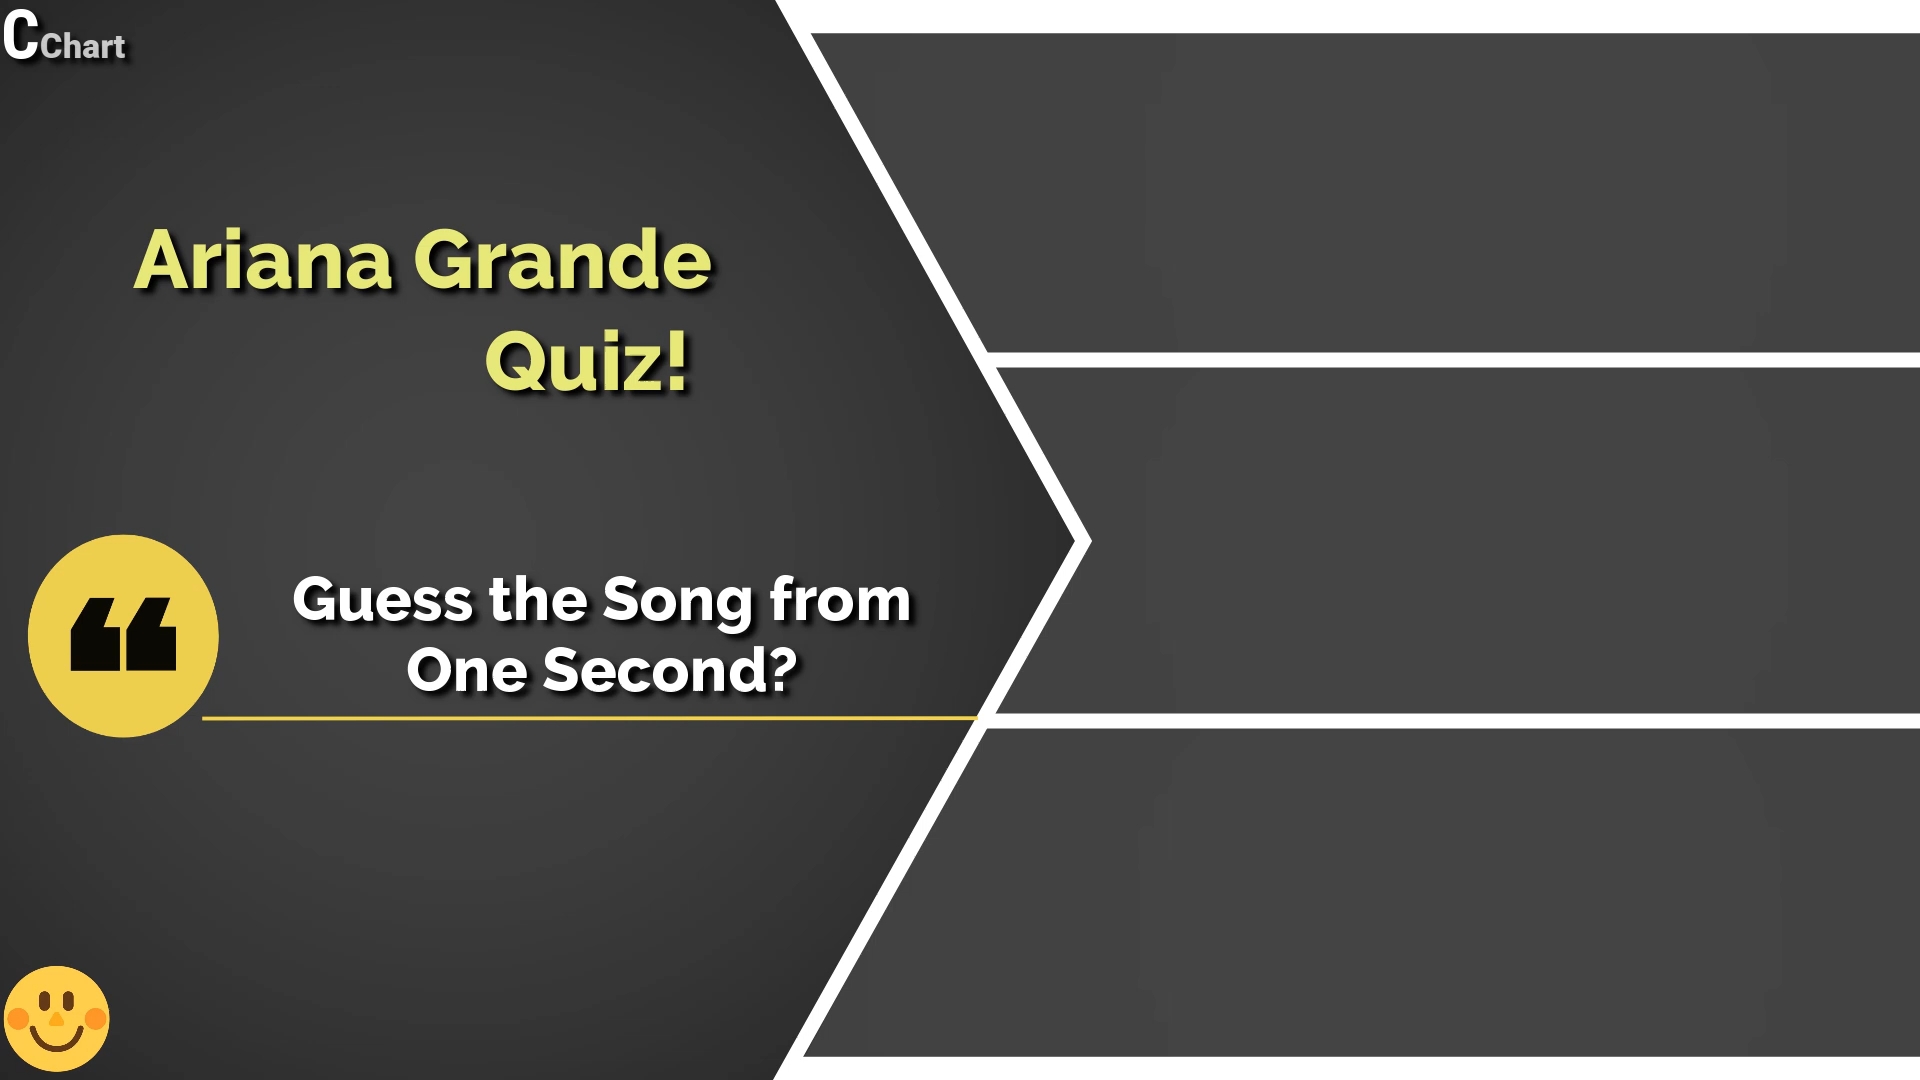 CChart
Ariana Grande
Quiz!
Guess the Song from
One Second?